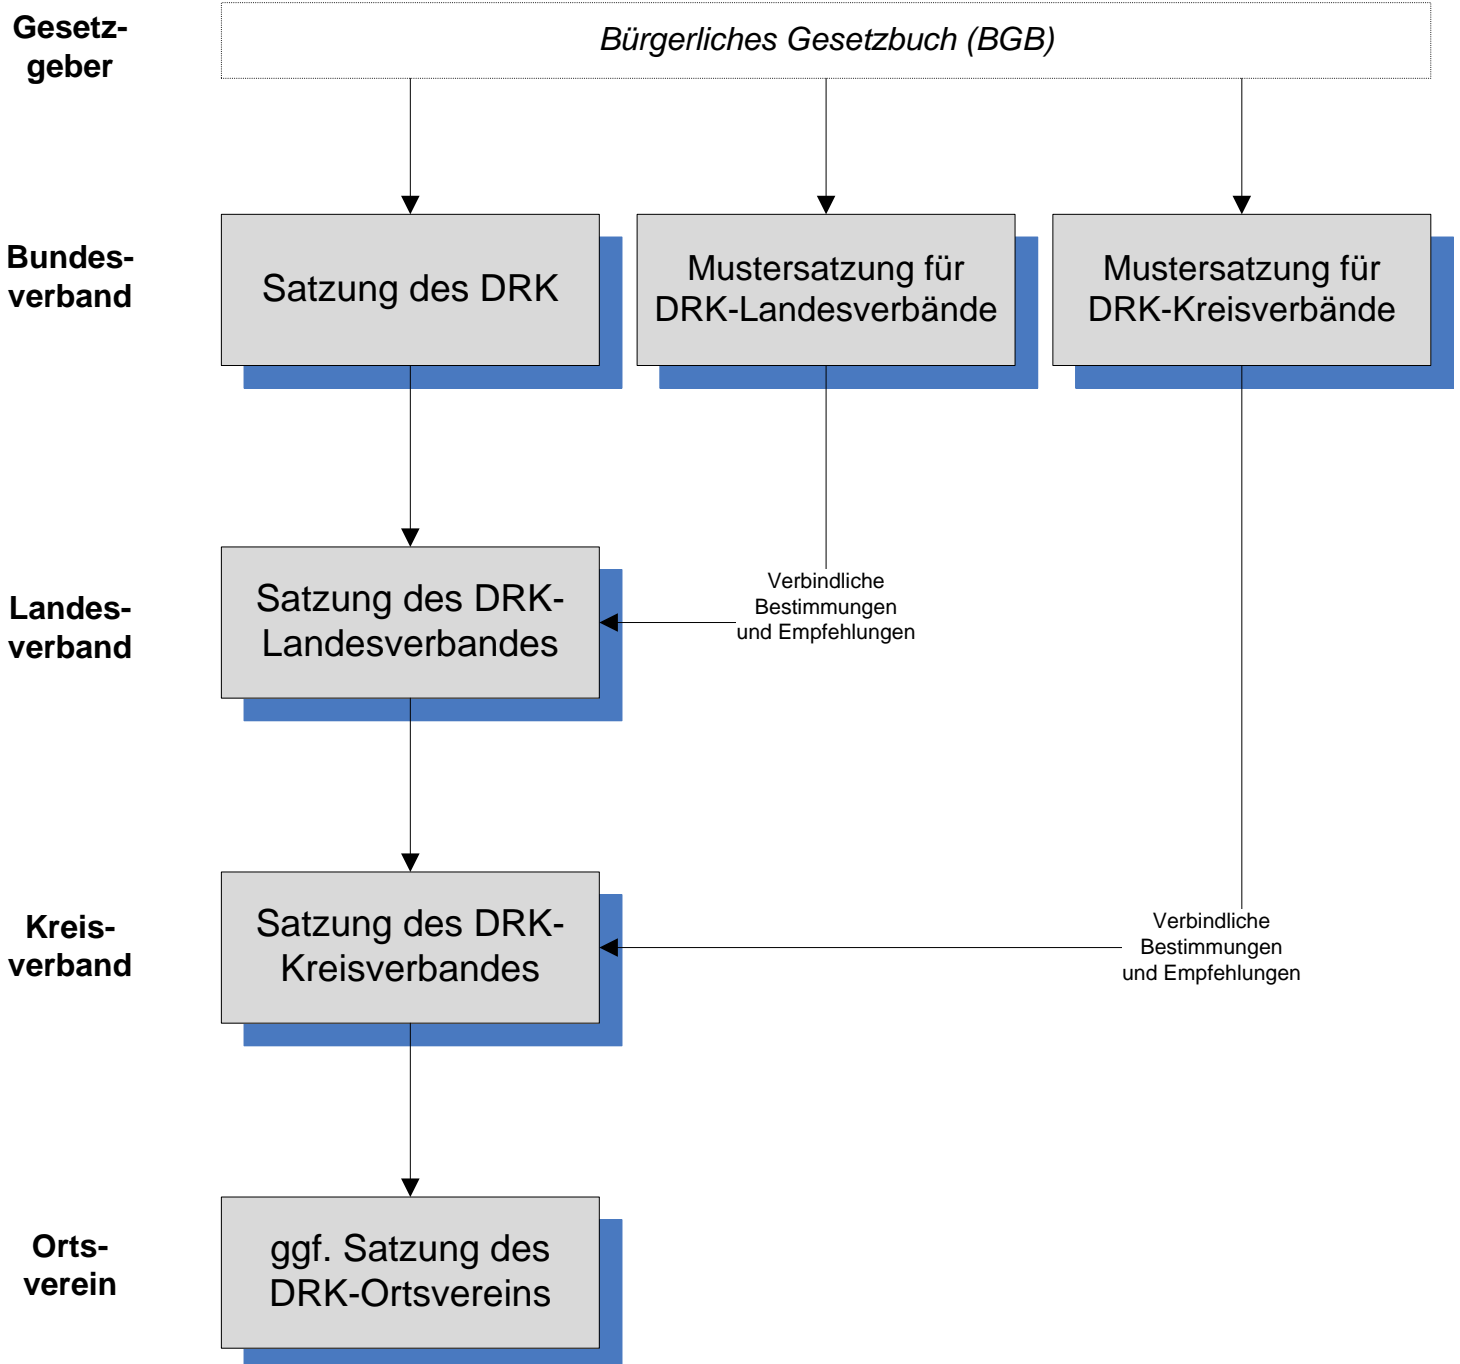 Gesetz-
geber
Bürgerliches Gesetzbuch (BGB)
Bundes-
verband
Satzung des DRK
Mustersatzung für
DRK-Landesverbände
Mustersatzung für
DRK-Kreisverbände
Landes-
verband
Satzung des DRK-
Landesverbandes
Verbindliche
Bestimmungen
und Empfehlungen
Kreis-
verband
Satzung des DRK-
Kreisverbandes
Verbindliche
Bestimmungen
und Empfehlungen
Orts-
verein
ggf. Satzung des
DRK-Ortsvereins